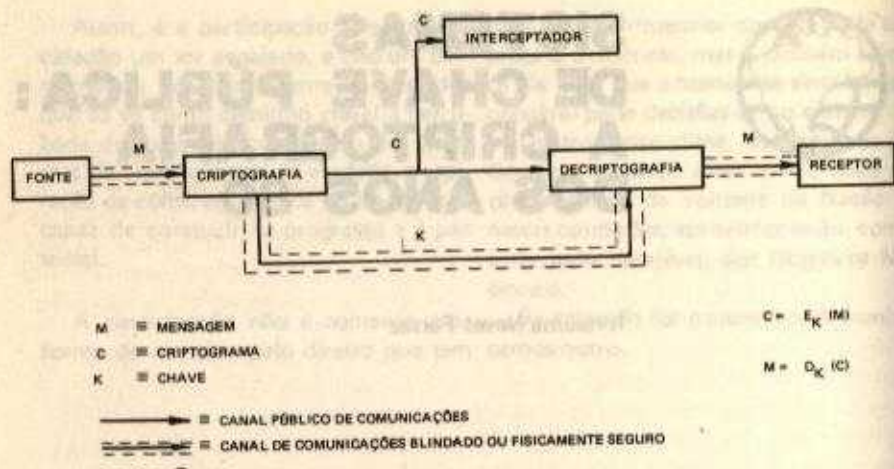 C
INTERCEPTADOR
M
C
M
FONTE
CRIPTOGRAFIA
DECRIPTOGRAFIA
RECEPTOR
K
M ≡ MENSAGEM
C ≡ CRIPTOGRAMA
K ≡ CHAVE
C = E_K (M)
M = D_K (C)
≡ CANAL PÚBLICO DE COMUNICAÇÕES
≡ CANAL DE COMUNICAÇÕES BLINDADO OU FISICAMENTE SEGURO